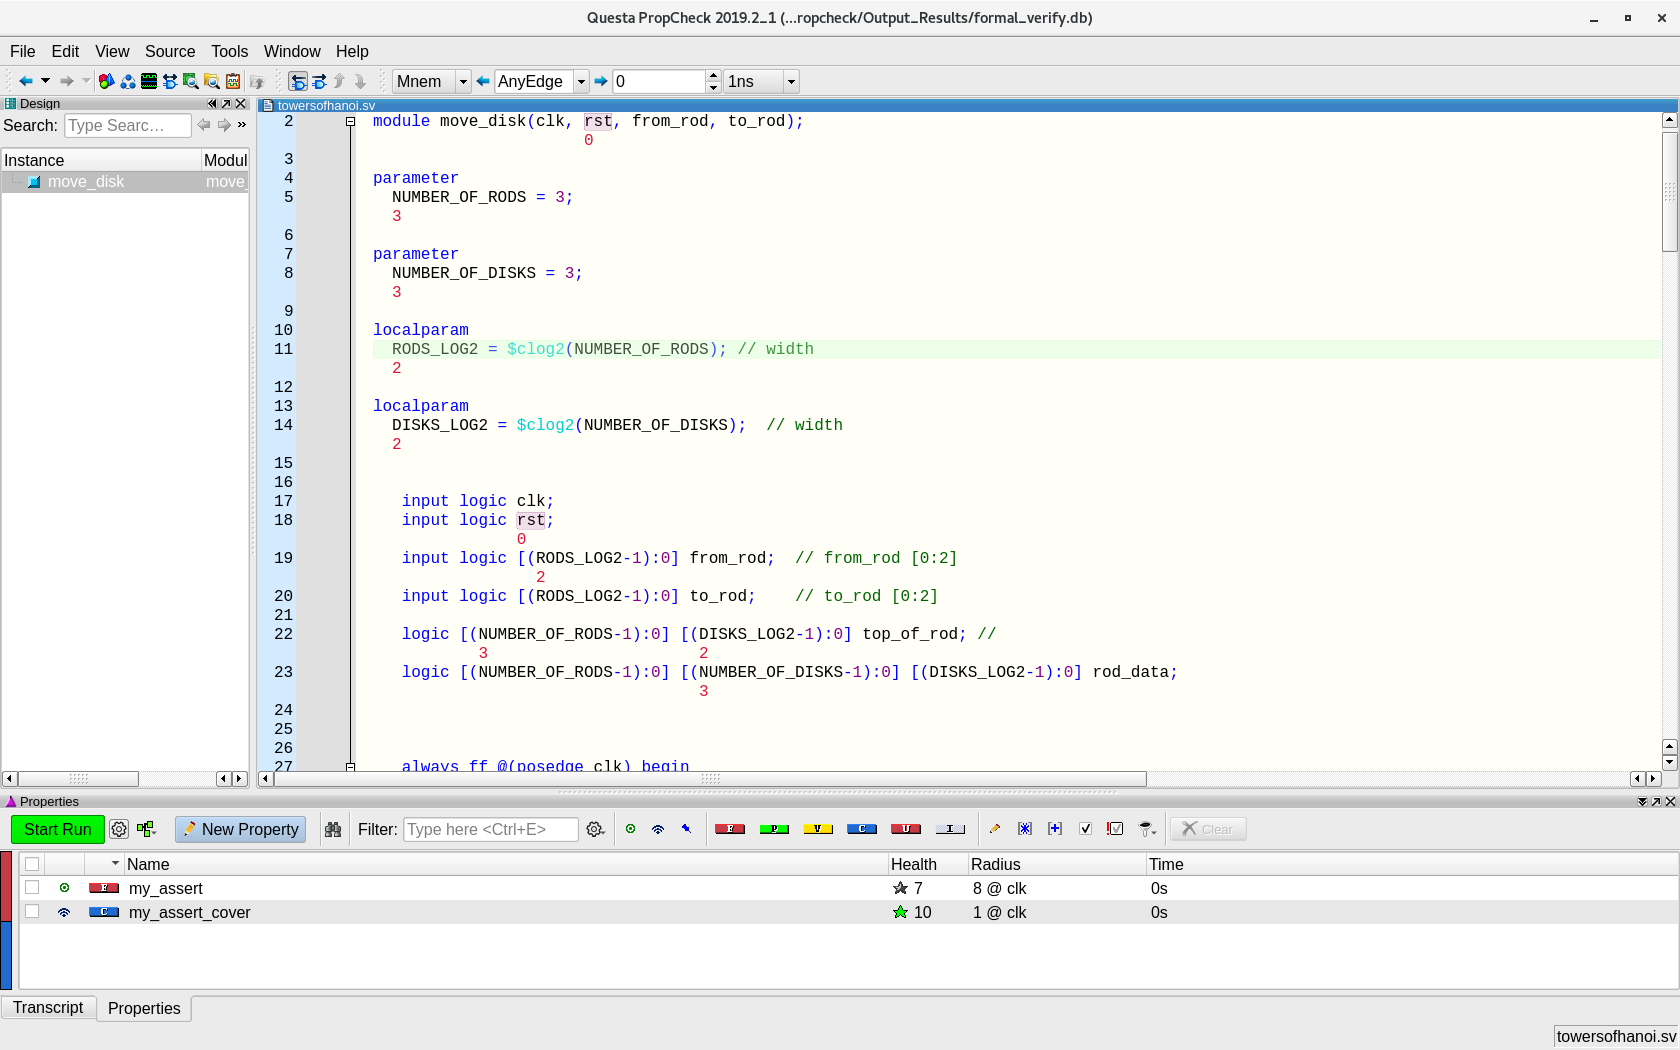 Questa PropCheck 2019.2_1 (...ropcheck/Output_Results/formal_verify.db)
File Edit View Source Tools Window Help
Mnem AnyEdge 0 1ns
Design
Search: Type Searc...
Instance Modul
move_disk move_
towersofhanoi.sv
2 module move_disk(clk, rst, from_rod, to_rod);
0
3
4 parameter
5 NUMBER_OF_RODS = 3;
3
6
7 parameter
8 NUMBER_OF_DISKS = 3;
3
9
10 localparam
11 RODS_LOG2 = $clog2(NUMBER_OF_RODS); // width
2
12
13 localparam
14 DISKS_LOG2 = $clog2(NUMBER_OF_DISKS); // width
2
15
16
17 input logic clk;
18 input logic rst;
0
19 input logic [(RODS_LOG2-1):0] from_rod; // from_rod [0:2]
2
20 input logic [(RODS_LOG2-1):0] to_rod; // to_rod [0:2]
21
22 logic [(NUMBER_OF_RODS-1):0] [(DISKS_LOG2-1):0] top_of_rod; //
3 2
23 logic [(NUMBER_OF_RODS-1):0] [(NUMBER_OF_DISKS-1):0] [(DISKS_LOG2-1):0] rod_data;
3
24
25
26
27 always_ff @(posedge clk) begin
Properties
Start Run New Property Filter: Type here <Ctrl+E> F P V C U I Clear
Name Health Radius Time
F my_assert 7 8 @ clk 0s
C my_assert_cover 10 1 @ clk 0s
Transcript Properties
towersofhanoi.sv